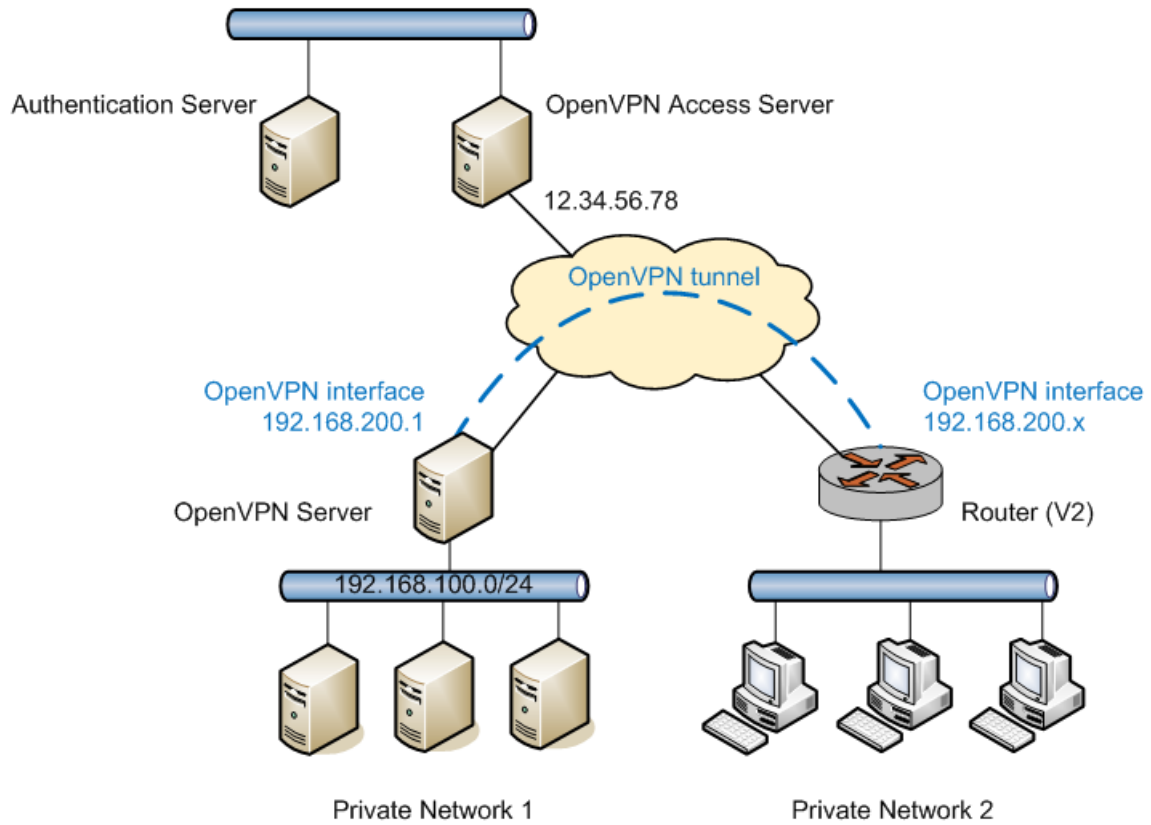 Authentication Server
OpenVPN Access Server
12.34.56.78
OpenVPN tunnel
OpenVPN interface
192.168.200.1
OpenVPN interface
192.168.200.x
OpenVPN Server
Router (V2)
192.168.100.0/24
Private Network 1
Private Network 2